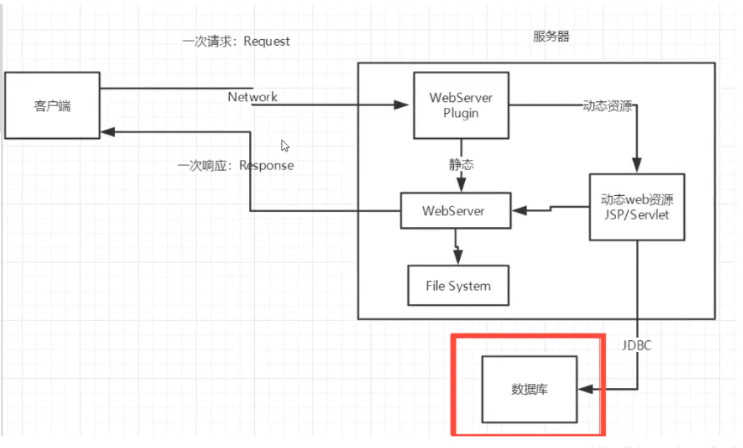 一次请求：Request
服务器
客户端
Network
WebServer
Plugin
动态资源
一次响应：Response
静态
WebServer
动态web资源
JSP/Servlet
File System
JDBC
数据库